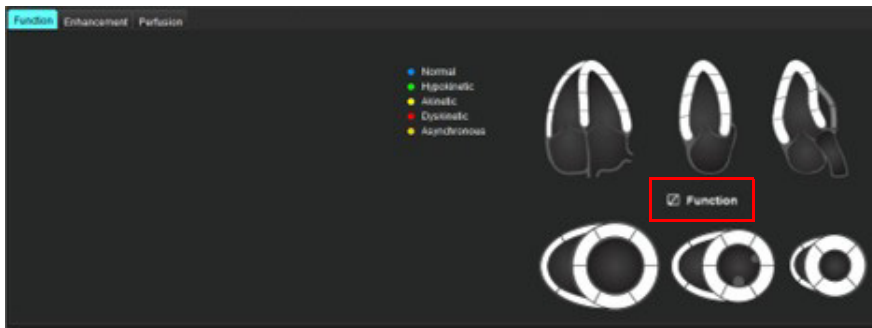 Function Enhancement Perfusion
Normal
Hypokinetic
Akinetic
Dyskinetic
Asynchronous
Function